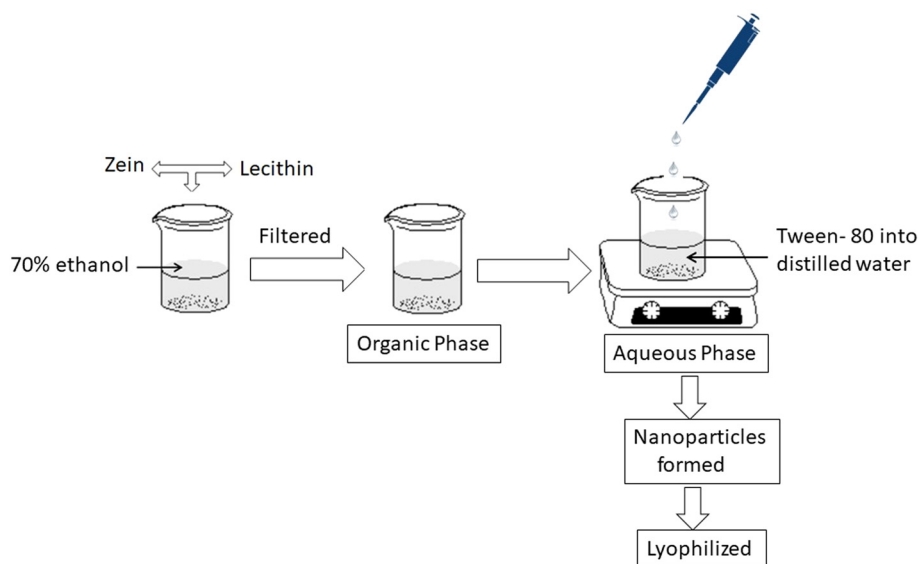 Zein
Lecithin
70% ethanol
Filtered
Organic Phase
Tween- 80 into
distilled water
Aqueous Phase
Nanoparticles
formed
Lyophilized